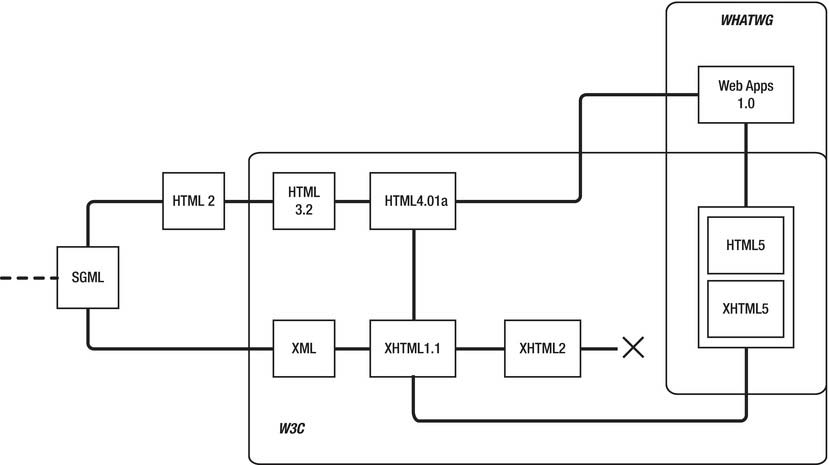 WHATWG
Web Apps
1.0
HTML 2
HTML
3.2
HTML4.01a
SGML
HTML5
XHTML5
XML
XHTML1.1
XHTML2
W3C